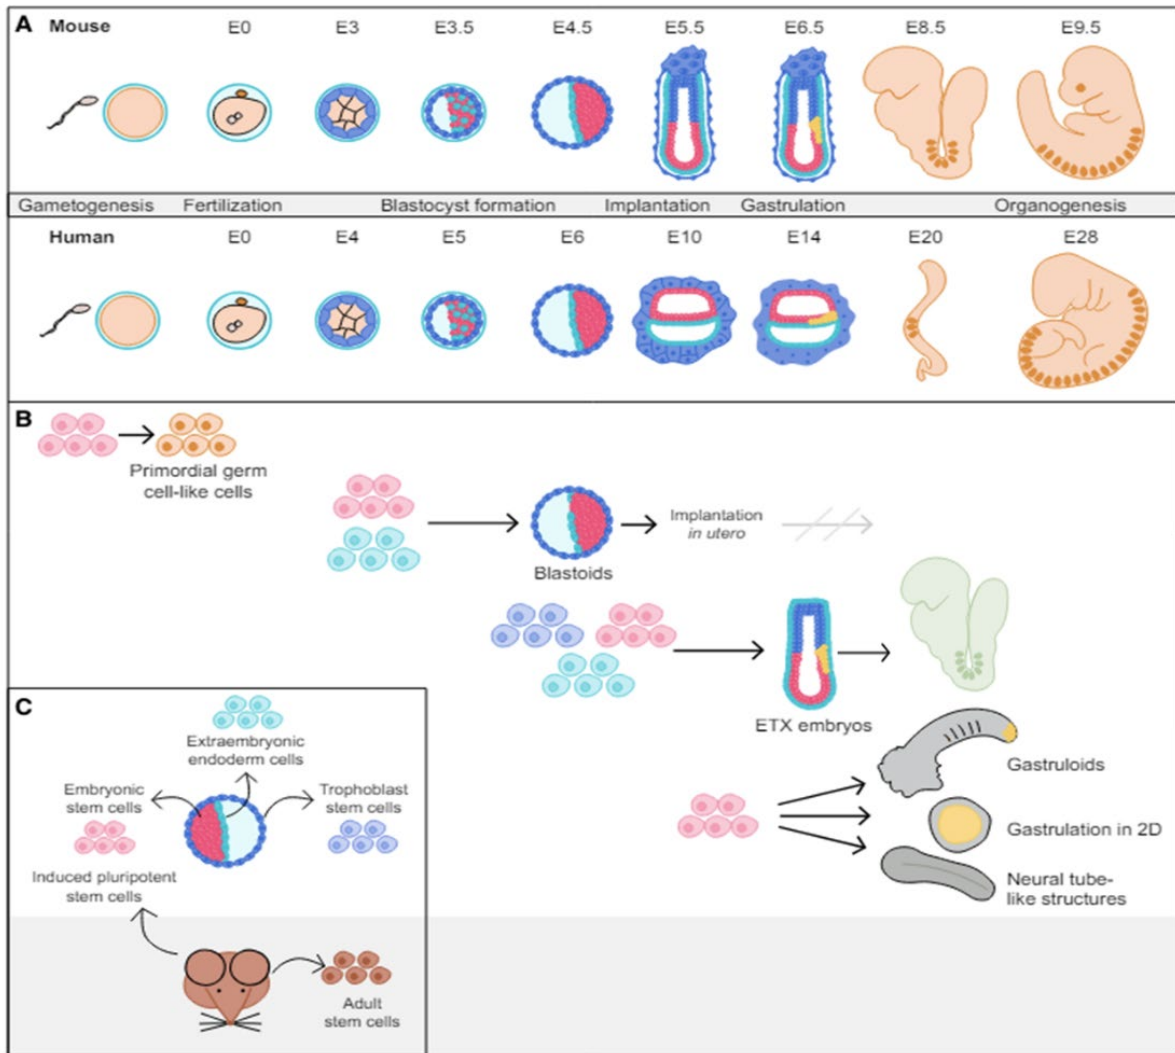 A Mouse E0 E3 E3.5 E4.5 E5.5 E6.5 E8.5 E9.5
Gametogenesis Fertilization Blastocyst formation Implantation Gastrulation Organogenesis
Human E0 E4 E5 E6 E10 E14 E20 E28
B
Primordial germ
cell-like cells
Implantation
in utero
Blastoids
ETX embryos
Gastruloids
Gastrulation in 2D
Neural tube-
like structures
C
Extraembryonic
endoderm cells
Embryonic
stem cells
Trophoblast
stem cells
Induced pluripotent
stem cells
Adult
stem cells